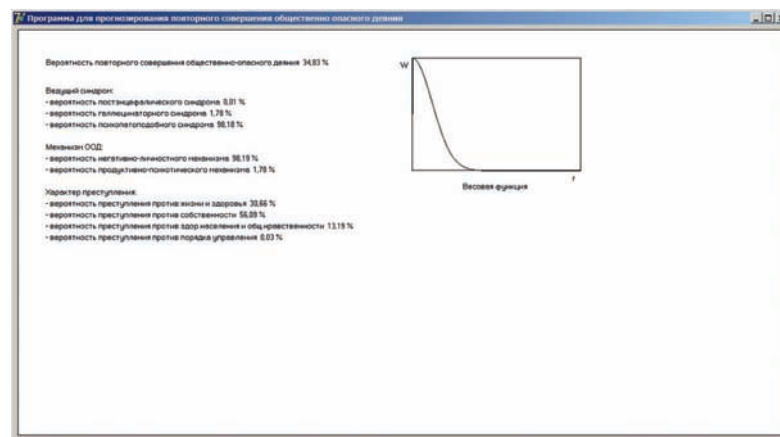 Программа для прогнозирования повторного совершения общественно опасного деяния
Вероятность повторного совершения общественно-опасного деяния 34,83 %
Ведущий синдром:
- вероятность постэнцефалического синдрома 0,01 %
- вероятность галлюцинаторного синдрома 1,78 %
- вероятность психопатоподобного синдрома 98,18 %
Механизм ООД:
- вероятность негативно-личностного механизма 98,19 %
- вероятность продуктивно-психотического механизма 1,78 %
Характер преступления:
- вероятность преступления против жизни и здоровья 30,66 %
- вероятность преступления против собственности 56,09 %
- вероятность преступления против здор.населения и общ.нравственности 13,19 %
- вероятность преступления против порядка управления 0,03 %
W
r
Весовая функция